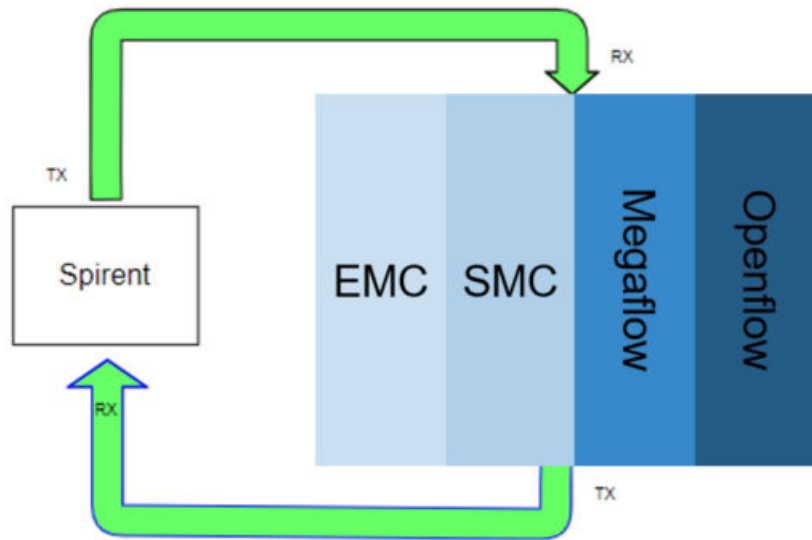 RX
TX
Spirent
EMC
SMC
Megaflow
Openflow
RX
TX